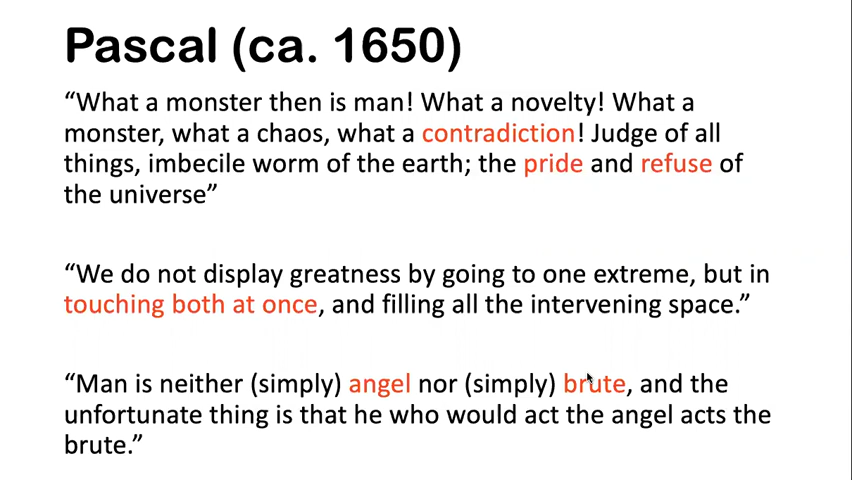 Pascal (ca. 1650)
“What a monster then is man! What a novelty! What a
monster, what a chaos, what a contradiction! Judge of all
things, imbecile worm of the earth; the pride and refuse of
the universe”
“We do not display greatness by going to one extreme, but in
touching both at once, and filling all the intervening space.”
“Man is neither (simply) angel nor (simply) brute, and the
unfortunate thing is that he who would act the angel acts the
brute.”